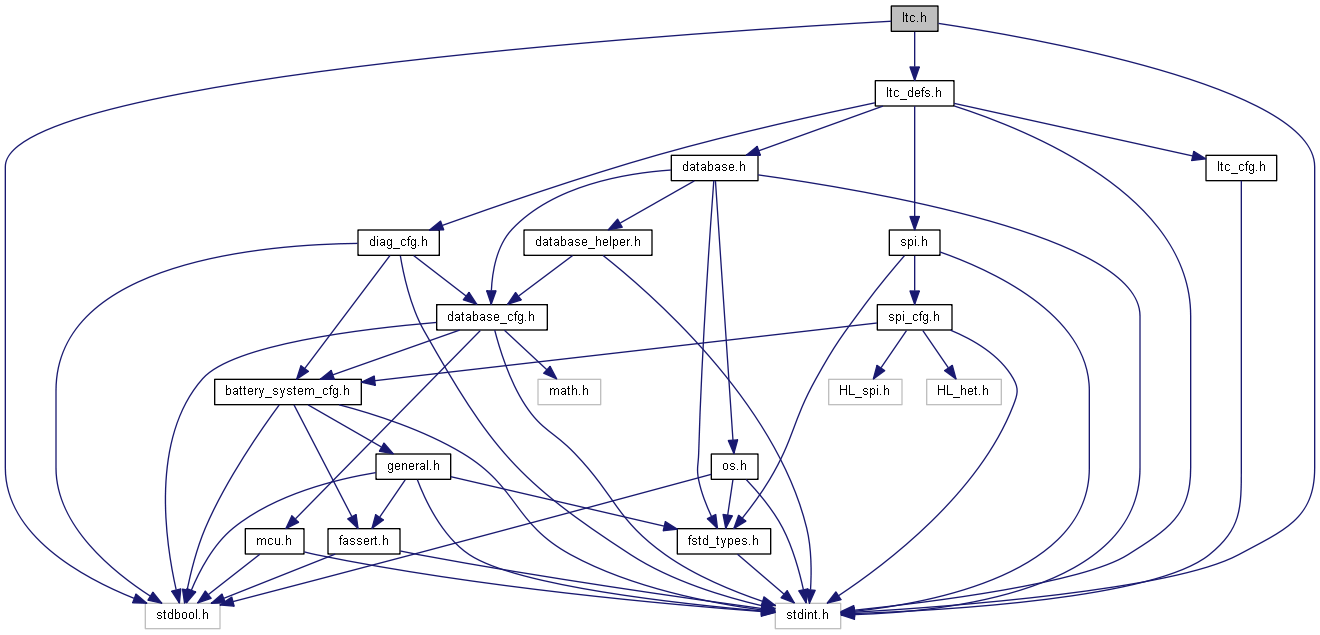 ltc.h
ltc_defs.h
database.h
ltc_cfg.h
diag_cfg.h
database_helper.h
spi.h
database_cfg.h
spi_cfg.h
battery_system_cfg.h
math.h
HL_spi.h
HL_het.h
general.h
os.h
mcu.h
fassert.h
fstd_types.h
stdbool.h
stdint.h